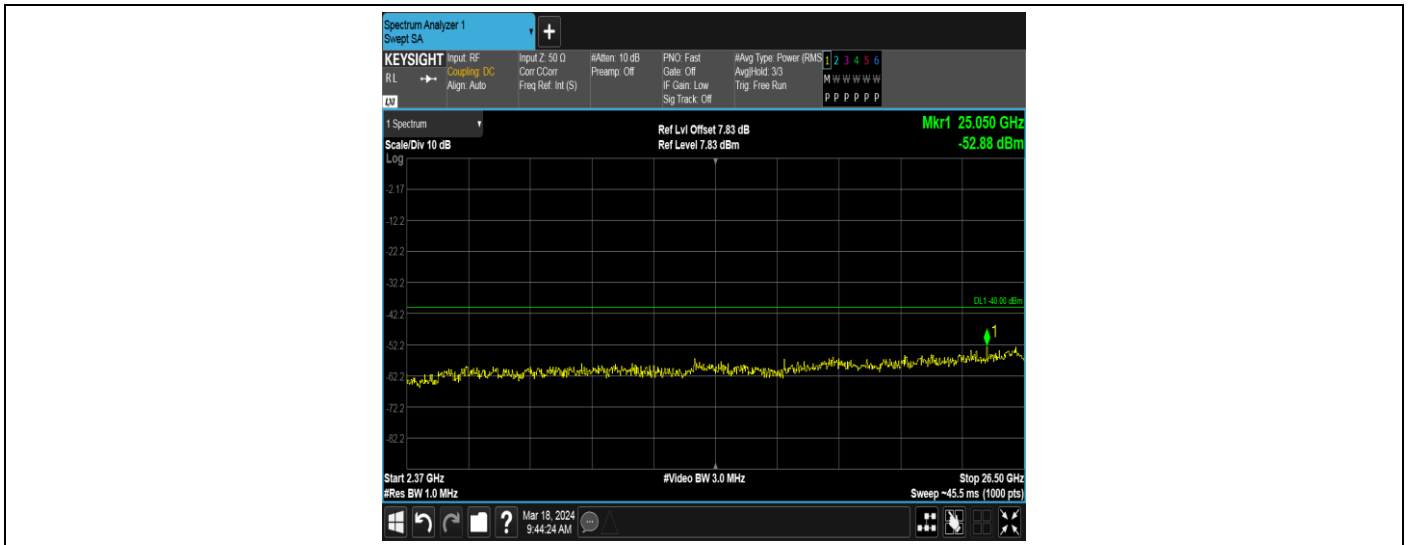 Spectrum Analyzer 1
Swept SA
+
KEYSIGHT
RL
LXI
Input: RF
Coupling: DC
Align: Auto
Input Z: 50 Ω
Corr CCorr
Freq Ref: Int (S)
#Atten: 10 dB
Preamp: Off
PNO: Fast
Gate: Off
IF Gain: Low
Sig Track: Off
#Avg Type: Power (RMS
Avg|Hold: 3/3
Trig: Free Run
1 2 3 4 5 6
M W W W W W
P P P P P P
1 Spectrum
Scale/Div 10 dB
Log
Ref Lvl Offset 7.83 dB
Ref Level 7.83 dBm
Mkr1 25.050 GHz
-52.88 dBm
-2.17
-12.2
-22.2
-32.2
DL1 -40.00 dBm
-42.2
1
-52.2
-62.2
-72.2
-82.2
Start 2.37 GHz
#Res BW 1.0 MHz
#Video BW 3.0 MHz
Stop 26.50 GHz
Sweep ~45.5 ms (1000 pts)
?
Mar 18, 2024
9:44:24 AM